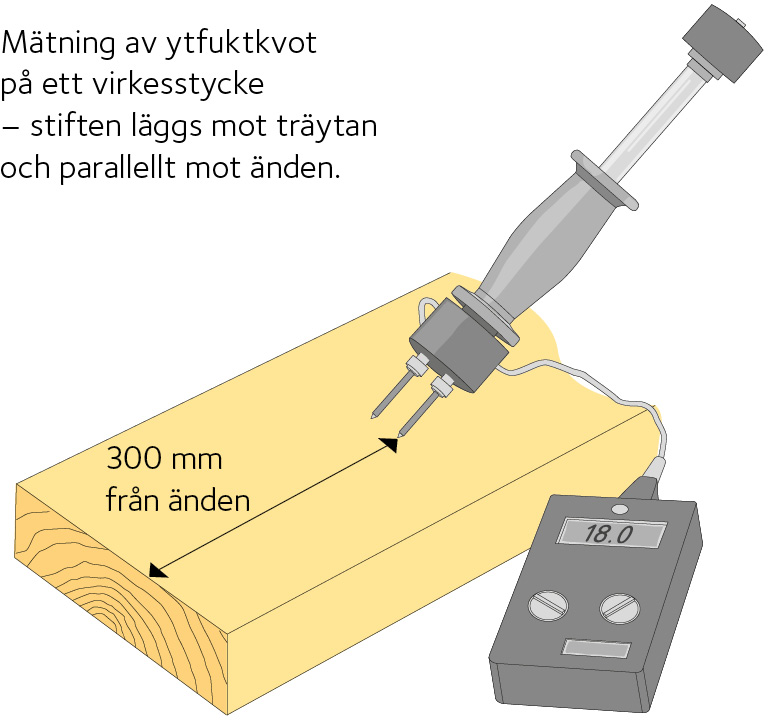 Mätning av ytfuktkvot
på ett virkesstycke
– stiften läggs mot träytan
och parallellt mot änden.
300 mm
från änden
18.0